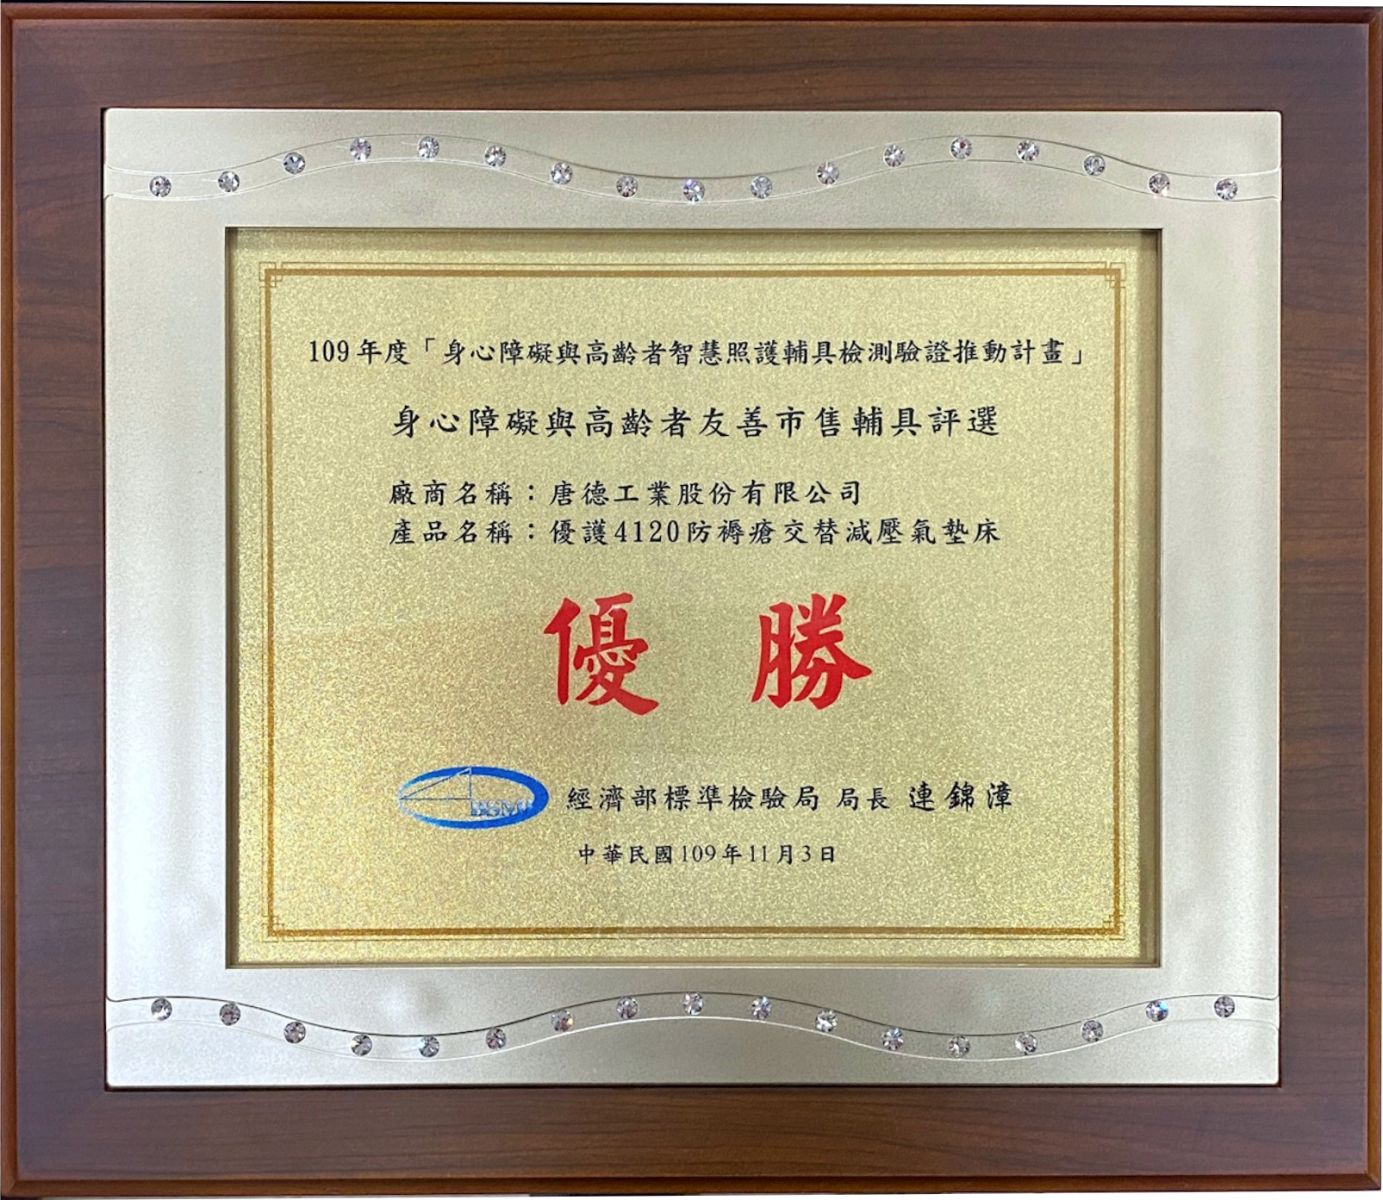 109年度「身心障礙與高齡者智慧照護輔具檢測驗證推動計畫」
身心障礙與高齡者友善市售輔具評選
廠商名稱：唐德工業股份有限公司
產品名稱：優護4120防褥瘡交替減壓氣墊床
優勝
BSMI
經濟部標準檢驗局 局長 連錦漳
中華民國109年11月3日